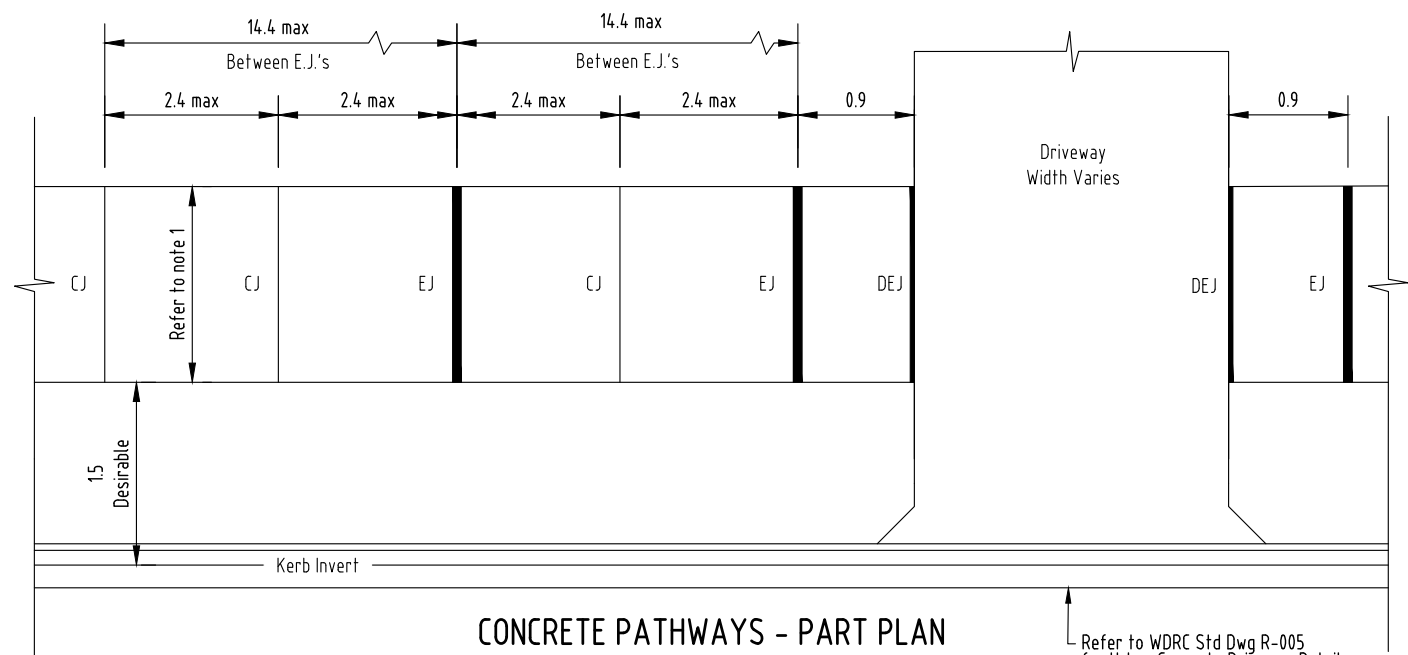 14.4 max
Between E.J.'s
14.4 max
Between E.J.'s
2.4 max
2.4 max
2.4 max
2.4 max
0.9
0.9
Driveway
Width Varies
Refer to note 1
CJ
CJ
EJ
CJ
EJ
DEJ
DEJ
EJ
1.5
Desirable
Kerb Invert
CONCRETE PATHWAYS - PART PLAN
Refer to WDRC Std Dwg R-005